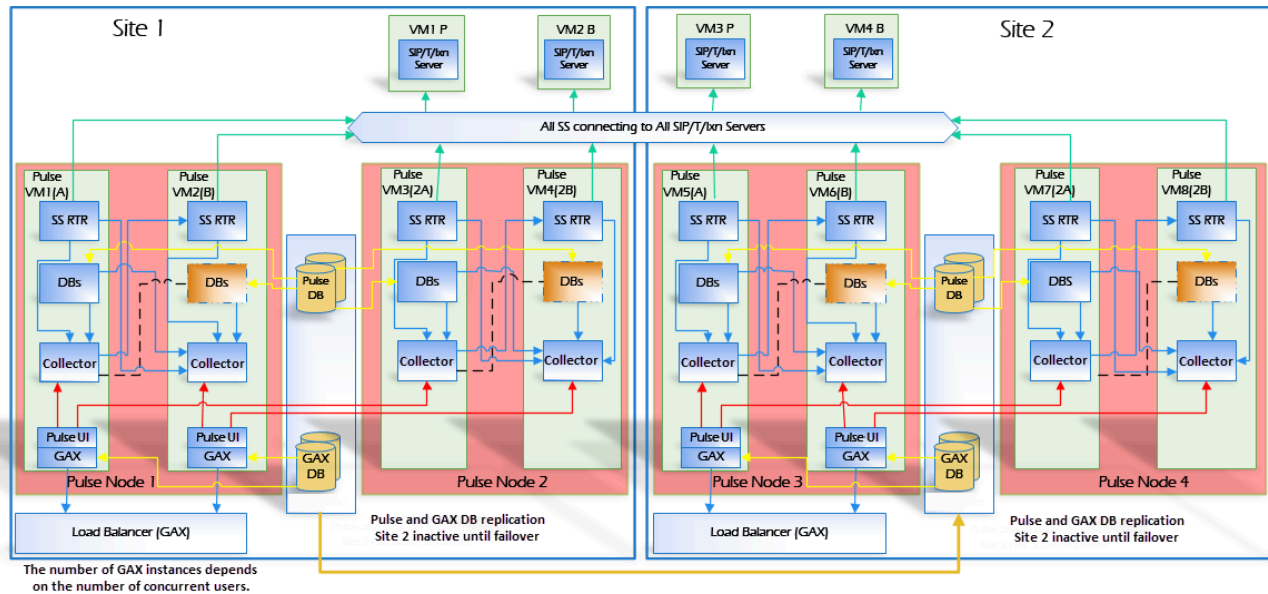 Site 1
VM1 P
SIP/T/Ixn
Server
VM2 B
SIP/T/Ixn
Server
VM3 P
SIP/T/Ixn
Server
VM4 B
SIP/T/Ixn
Server
Site 2
All SS connecting to All SIP/T/Ixn Servers
Pulse
VM1(A)
SS RTR
DBs
Collector
Pulse UI
GAX
Pulse
VM2(B)
SS RTR
DBs
Collector
Pulse UI
GAX
Pulse Node 1
Load Balancer (GAX)
The number of GAX instances depends
on the number of concurrent users.
Pulse
DB
GAX
DB
Pulse
VM3(2A)
SS RTR
DBs
Collector
Pulse
VM4(2B)
SS RTR
DBs
Collector
Pulse Node 2
Pulse and GAX DB replication
Site 2 inactive until failover
Pulse
VM5(A)
SS RTR
DBs
Collector
Pulse UI
GAX
Pulse
VM6(B)
SS RTR
DBs
Collector
Pulse UI
GAX
Pulse Node 3
Load Balancer (GAX)
Pulse
DB
GAX
DB
Pulse
VM7(2A)
SS RTR
DBS
Collector
Pulse
VM8(2B)
SS RTR
DBs
Collector
Pulse Node 4
Pulse and GAX DB replication
Site 2 inactive until failover